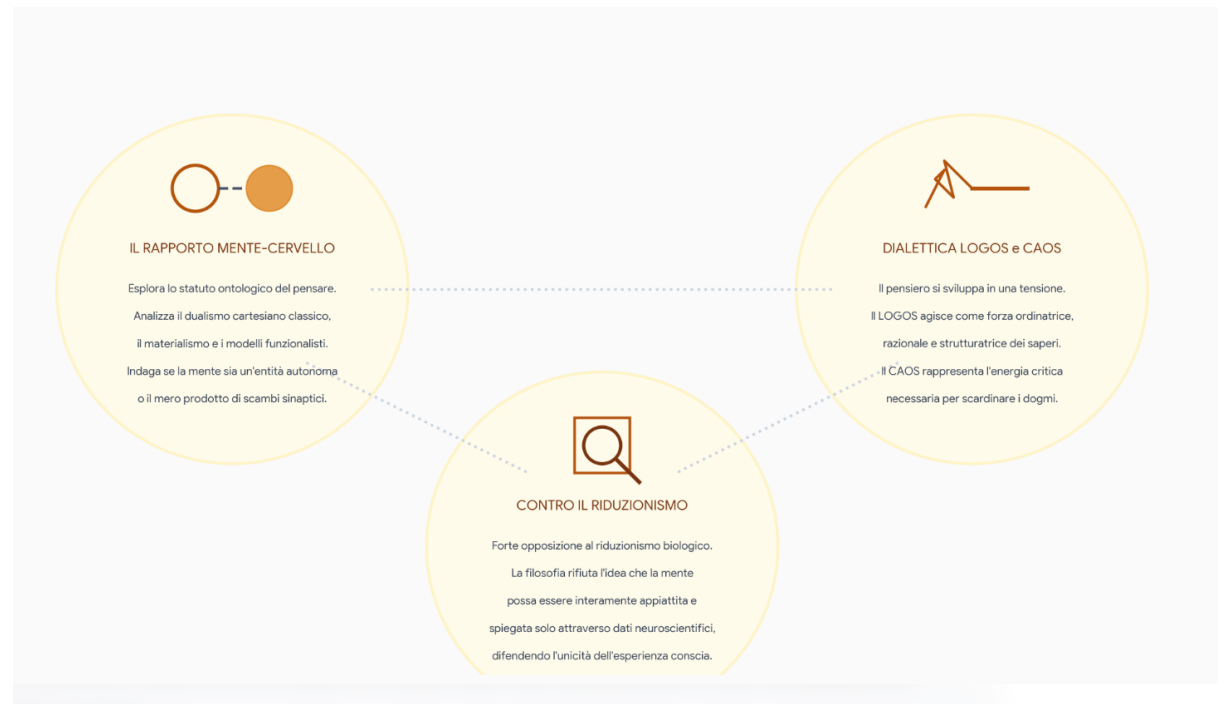 IL RAPPORTO MENTE-CERVELLO
Esplora lo statuto ontologico del pensare.
Analizza il dualismo cartesiano classico,
il materialismo e i modelli funzionalisti.
Indaga se la mente sia un'entità autonoma
o il mero prodotto di scambi sinaptici.
DIALETTICA LOGOS e CAOS
Il pensiero si sviluppa in una tensione.
Il LOGOS agisce come forza ordinatrice,
razionale e strutturatrice dei saperi.
Il CAOS rappresenta l'energia critica
necessaria per scardinare i dogmi.
CONTRO IL RIDUZIONISMO
Forte opposizione al riduzionismo biologico.
La filosofia rifiuta l'idea che la mente
possa essere interamente appiattita e
spiegata solo attraverso dati neuroscientifici,
difendendo l'unicità dell'esperienza conscia.